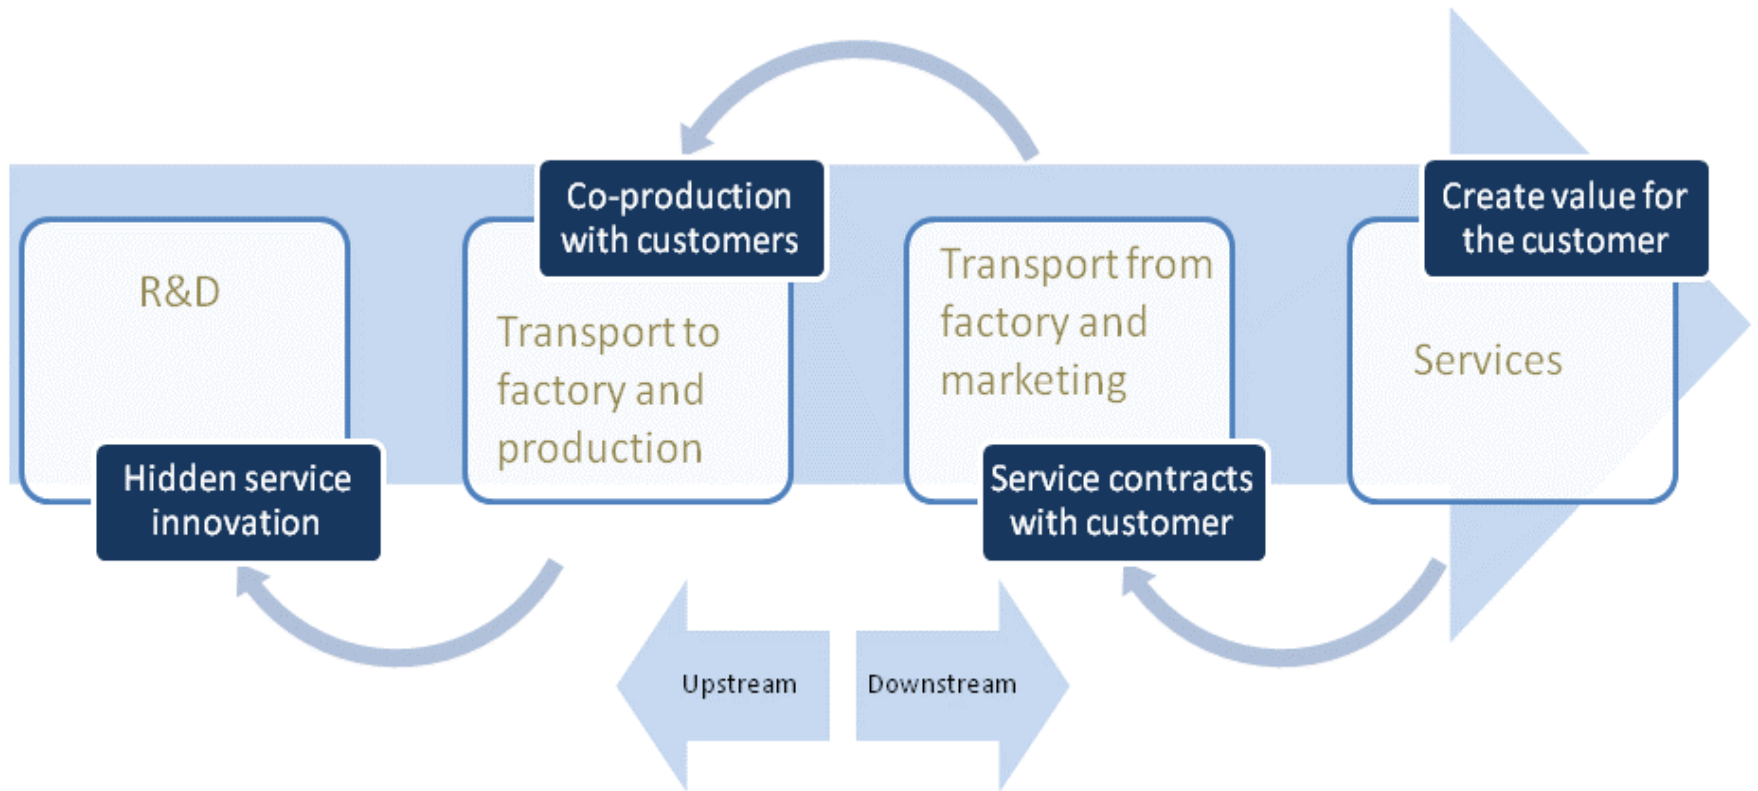 R&D
Hidden service
innovation
Co-production
with customers
Transport to
factory and
production
Transport from
factory and
marketing
Service contracts
with customer
Create value for
the customer
Services
Upstream
Downstream